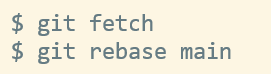 $ git fetch
$ git rebase main